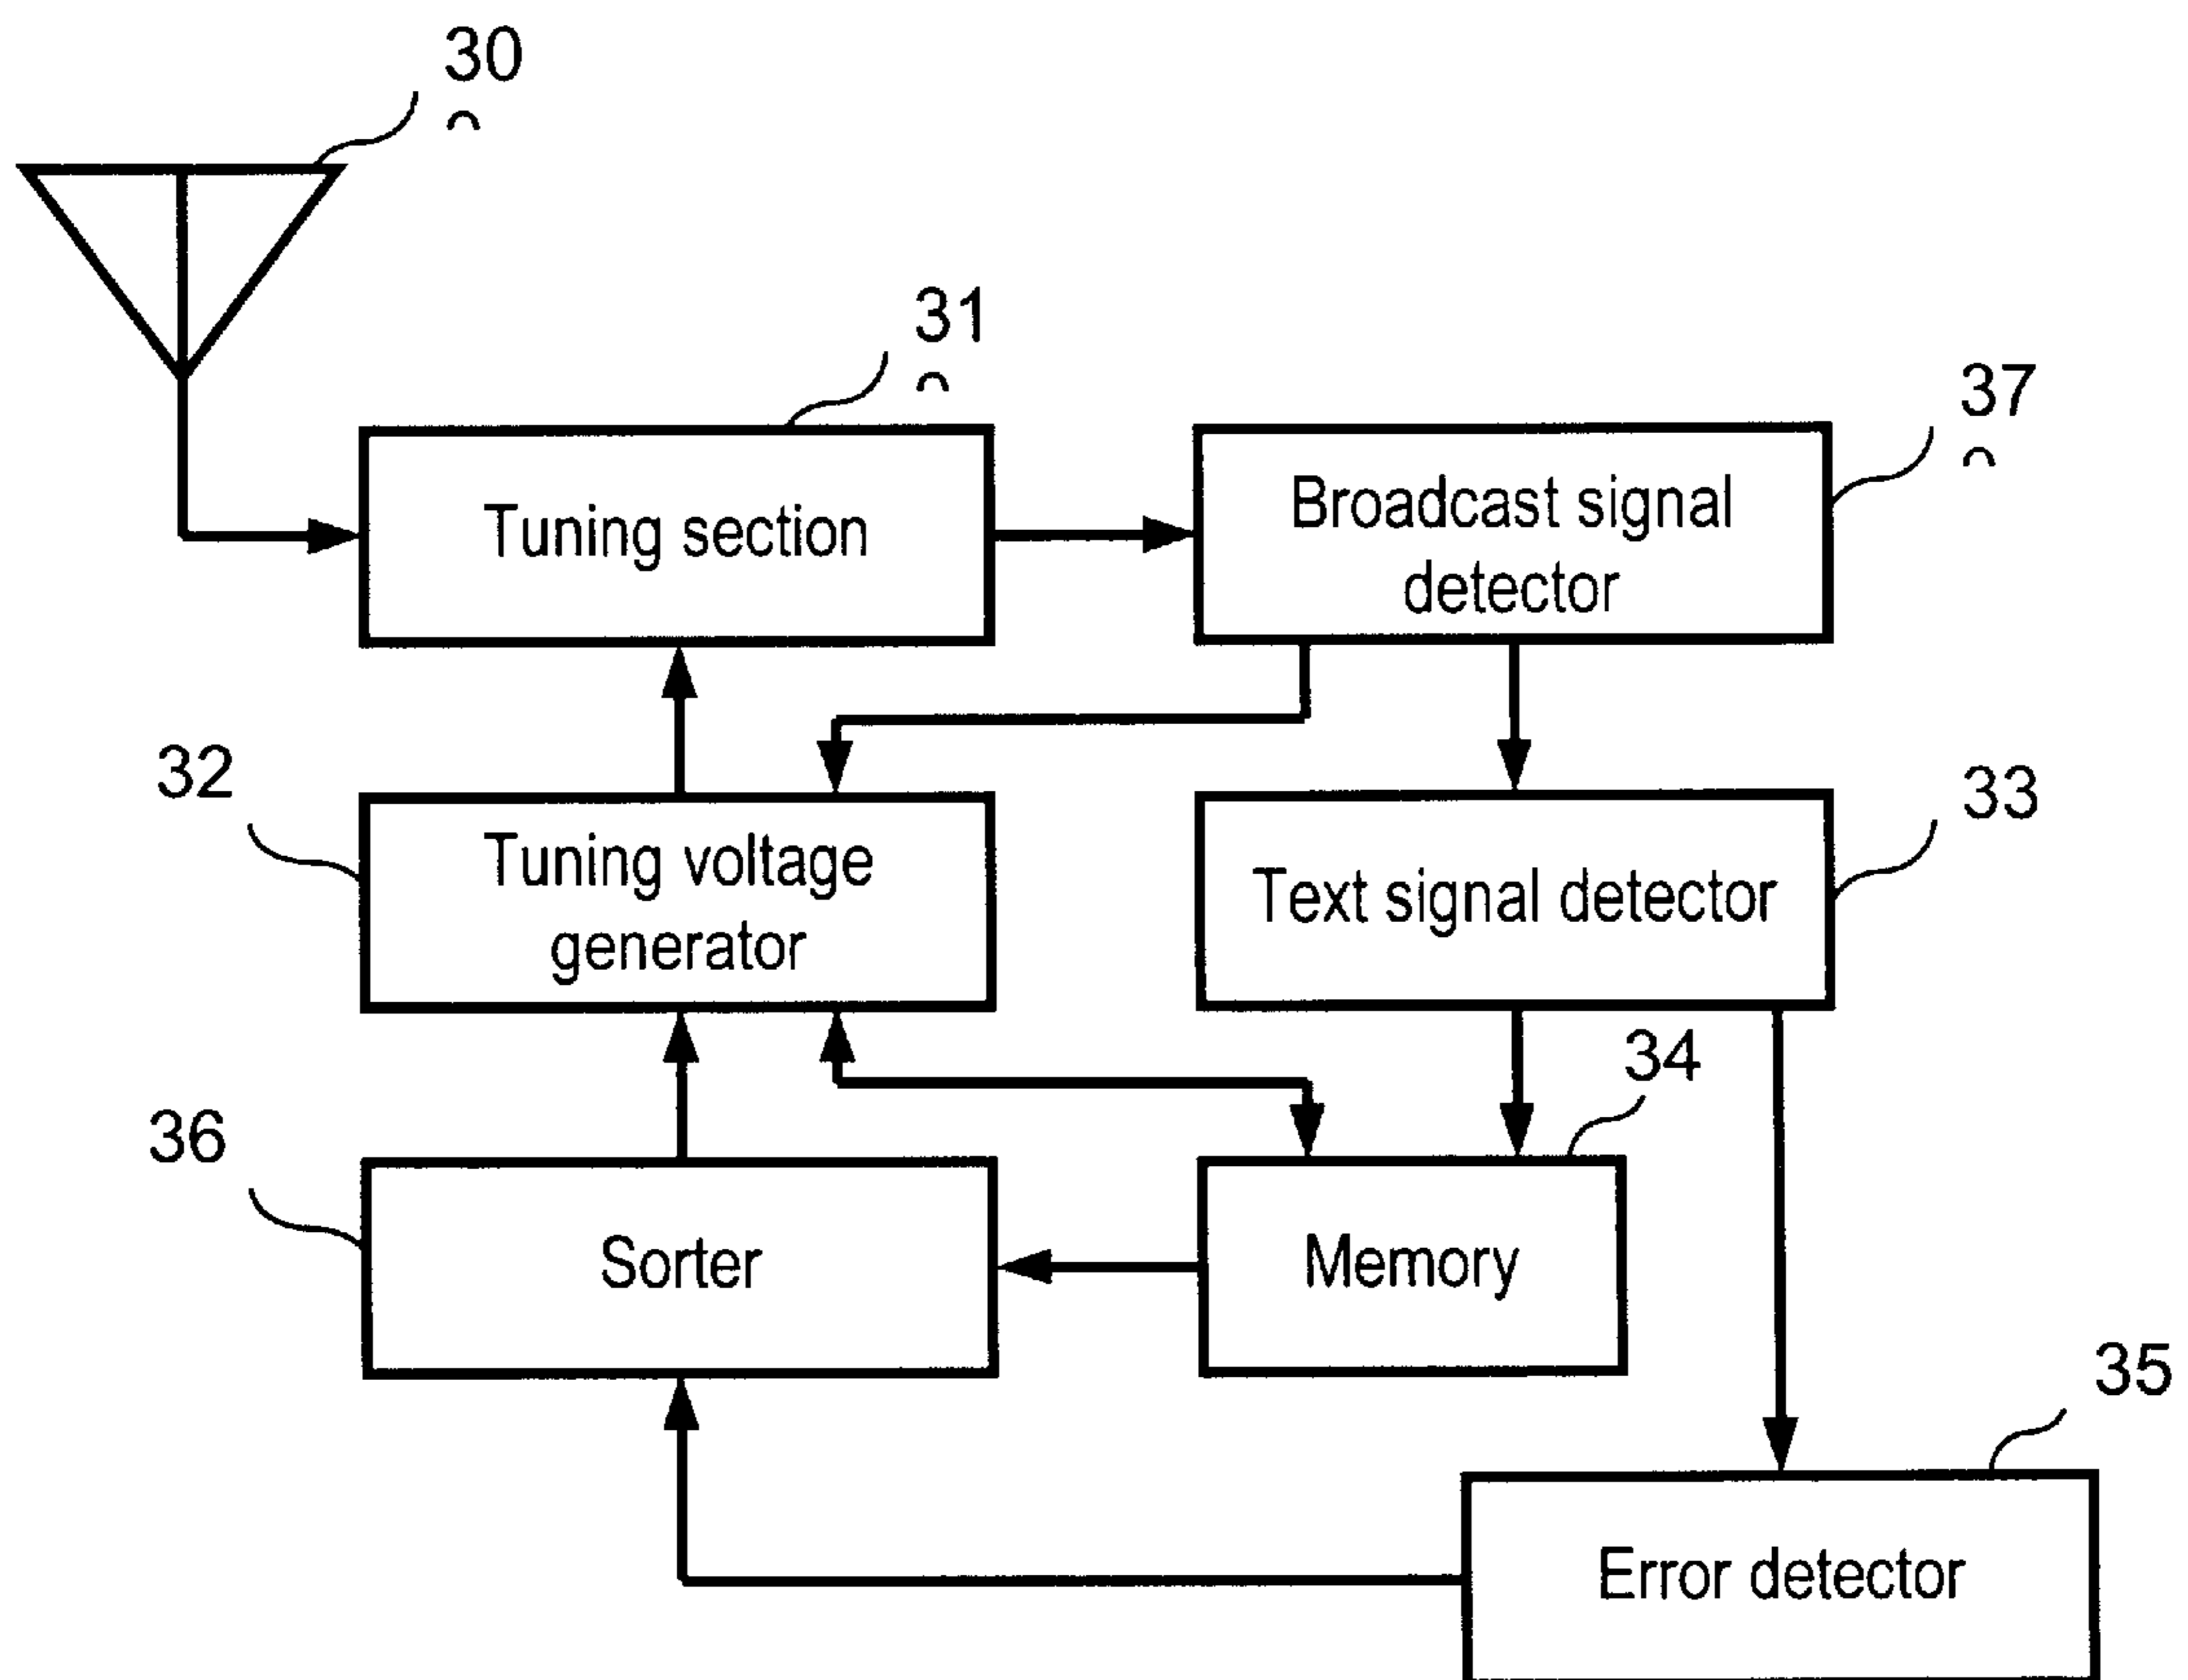 30
31
37
Tuning section
Broadcast signal
detector
32
33
Tuning voltage
generator
Text signal detector
34
36
Sorter
Memory
35
Error detector